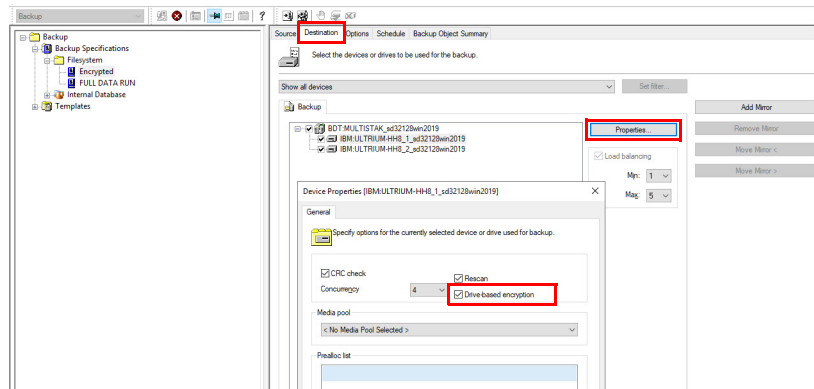 Backup
Source Destination Options Schedule Backup Object Summary
Backup
Backup Specifications
Filesystem
Encrypted
FULL DATA RUN
Internal Database
Templates
Select the devices or drives to be used for the backup.
Show all devices
Set filter...
Backup
Add Mirror
BDT:MULTISTAK_sd32128win2019
Properties...
Remove Mirror
IBM:ULTRIUM-HH8_1_sd32128win2019
IBM:ULTRIUM-HH8_2_sd32128win2019
Load balancing
Move Mirror <
Min: 1
Move Mirror >
Max: 5
Device Properties [IBM:ULTRIUM-HH8_1_sd32128win2019]
General
Specify options for the currently selected device or drive used for backup.
CRC check
Rescan
Concurrency 4
Drive-based encryption
Media pool
< No Media Pool Selected >
Prealloc list